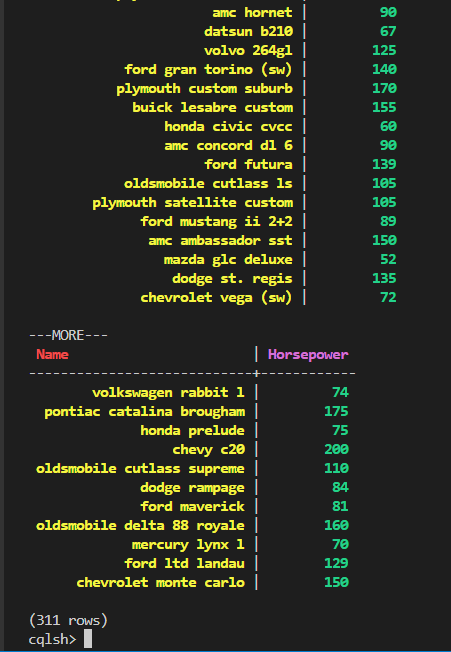 amc hornet | 90
datsun b210 | 67
volvo 264gl | 125
ford gran torino (sw) | 140
plymouth custom suburb | 170
buick lesabre custom | 155
honda civic cvcc | 60
amc concord dl 6 | 90
ford futura | 139
oldsmobile cutlass ls | 105
plymouth satellite custom | 105
ford mustang ii 2+2 | 89
amc ambassador sst | 150
mazda glc deluxe | 52
dodge st. regis | 135
chevrolet vega (sw) | 72
---MORE---
Name | Horsepower
----------------------------+------------
volkswagen rabbit l | 74
pontiac catalina brougham | 175
honda prelude | 75
chevy c20 | 200
oldsmobile cutlass supreme | 110
dodge rampage | 84
ford maverick | 81
oldsmobile delta 88 royale | 160
mercury lynx l | 70
ford ltd landau | 129
chevrolet monte carlo | 150
(311 rows)
cqlsh>